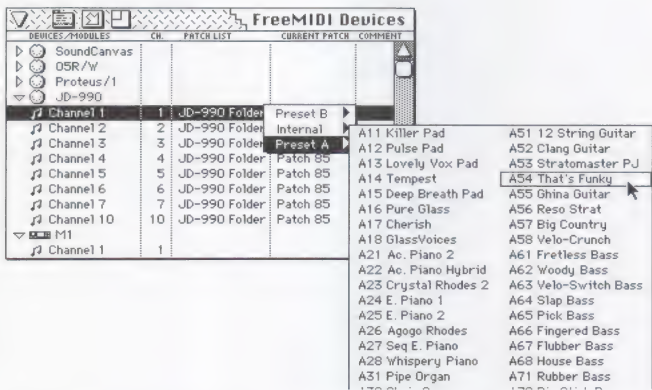 FreeMIDI Devices
DEVICES/MODULES CH. PATCH LIST CURRENT PATCH COMMENT
SoundCanvas
05R/W
Proteus/1
JD-990
Channel 1 1 JD-990 Folder
Channel 2 2 JD-990 Folder
Channel 3 3 JD-990 Folder
Channel 4 4 JD-990 Folder Patch 85
Channel 5 5 JD-990 Folder Patch 85
Channel 6 6 JD-990 Folder Patch 85
Channel 7 7 JD-990 Folder Patch 85
Channel 10 10 JD-990 Folder Patch 85
M1
Channel 1 1
Preset B
Internal
Preset A
A11 Killer Pad
A12 Pulse Pad
A13 Lovely Vox Pad
A14 Tempest
A15 Deep Breath Pad
A16 Pure Glass
A17 Cherish
A18 GlassVoices
A21 Ac. Piano 2
A22 Ac. Piano Hybrid
A23 Crystal Rhodes 2
A24 E. Piano 1
A25 E. Piano 2
A26 Agogo Rhodes
A27 Seq E. Piano
A28 Whispery Piano
A31 Pipe Organ
A51 12 String Guitar
A52 Clang Guitar
A53 Stratomaster PJ
A54 That's Funky
A55 Ghina Guitar
A56 Reso Strat
A57 Big Country
A58 Velo-Crunch
A61 Fretless Bass
A62 Woody Bass
A63 Velo-Switch Bass
A64 Slap Bass
A65 Pick Bass
A66 Fingered Bass
A67 Flubber Bass
A68 House Bass
A71 Rubber Bass